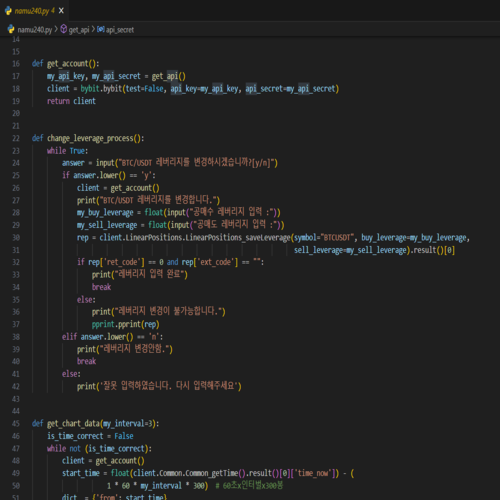 namu240.py 4 X
namu240.py > get_api() > api_secret
14
15
16 def get_account():
17 my_api_key, my_api_secret = get_api()
18 client = bybit.bybit(test=False, api_key=my_api_key, api_secret=my_api_secret)
19 return client
20
21
22 def change_leverage_process():
23 while True:
24 answer = input("BTC/USDT 레버리지를 변경하시겠습니까?[y/n]")
25 if answer.lower() == 'y':
26 client = get_account()
27 print("BTC/USDT 레버리지를 변경합니다.")
28 my_buy_leverage = float(input("공매수 레버리지 입력 :"))
29 my_sell_leverage = float(input("공매도 레버리지 입력 :"))
30 rep = client.LinearPositions.LinearPositions_saveLeverage(symbol="BTCUSDT", buy_leverage=my_buy_leverage,
31 sell_leverage=my_sell_leverage).result()[0]
32 if rep['ret_code'] == 0 and rep['ext_code'] == "":
33 print("레버리지 입력 완료")
34 break
35 else:
36 print("레버리지 변경이 불가능합니다.")
37 pprint.pprint(rep)
38 elif answer.lower() == 'n':
39 print("레버리지 변경안함.")
40 break
41 else:
42 print('잘못 입력하였습니다. 다시 입력해주세요')
43
44
45 def get_chart_data(my_interval=3):
46 is_time_correct = False
47 while not (is_time_correct):
48 client = get_account()
49 start_time = float(client.Common.Common_getTime().result()[0]['time_now']) - (
50 1 * 60 * my_interval * 300) # 60초x인터벌x300봉
51 dict_ = {'from': start_time}